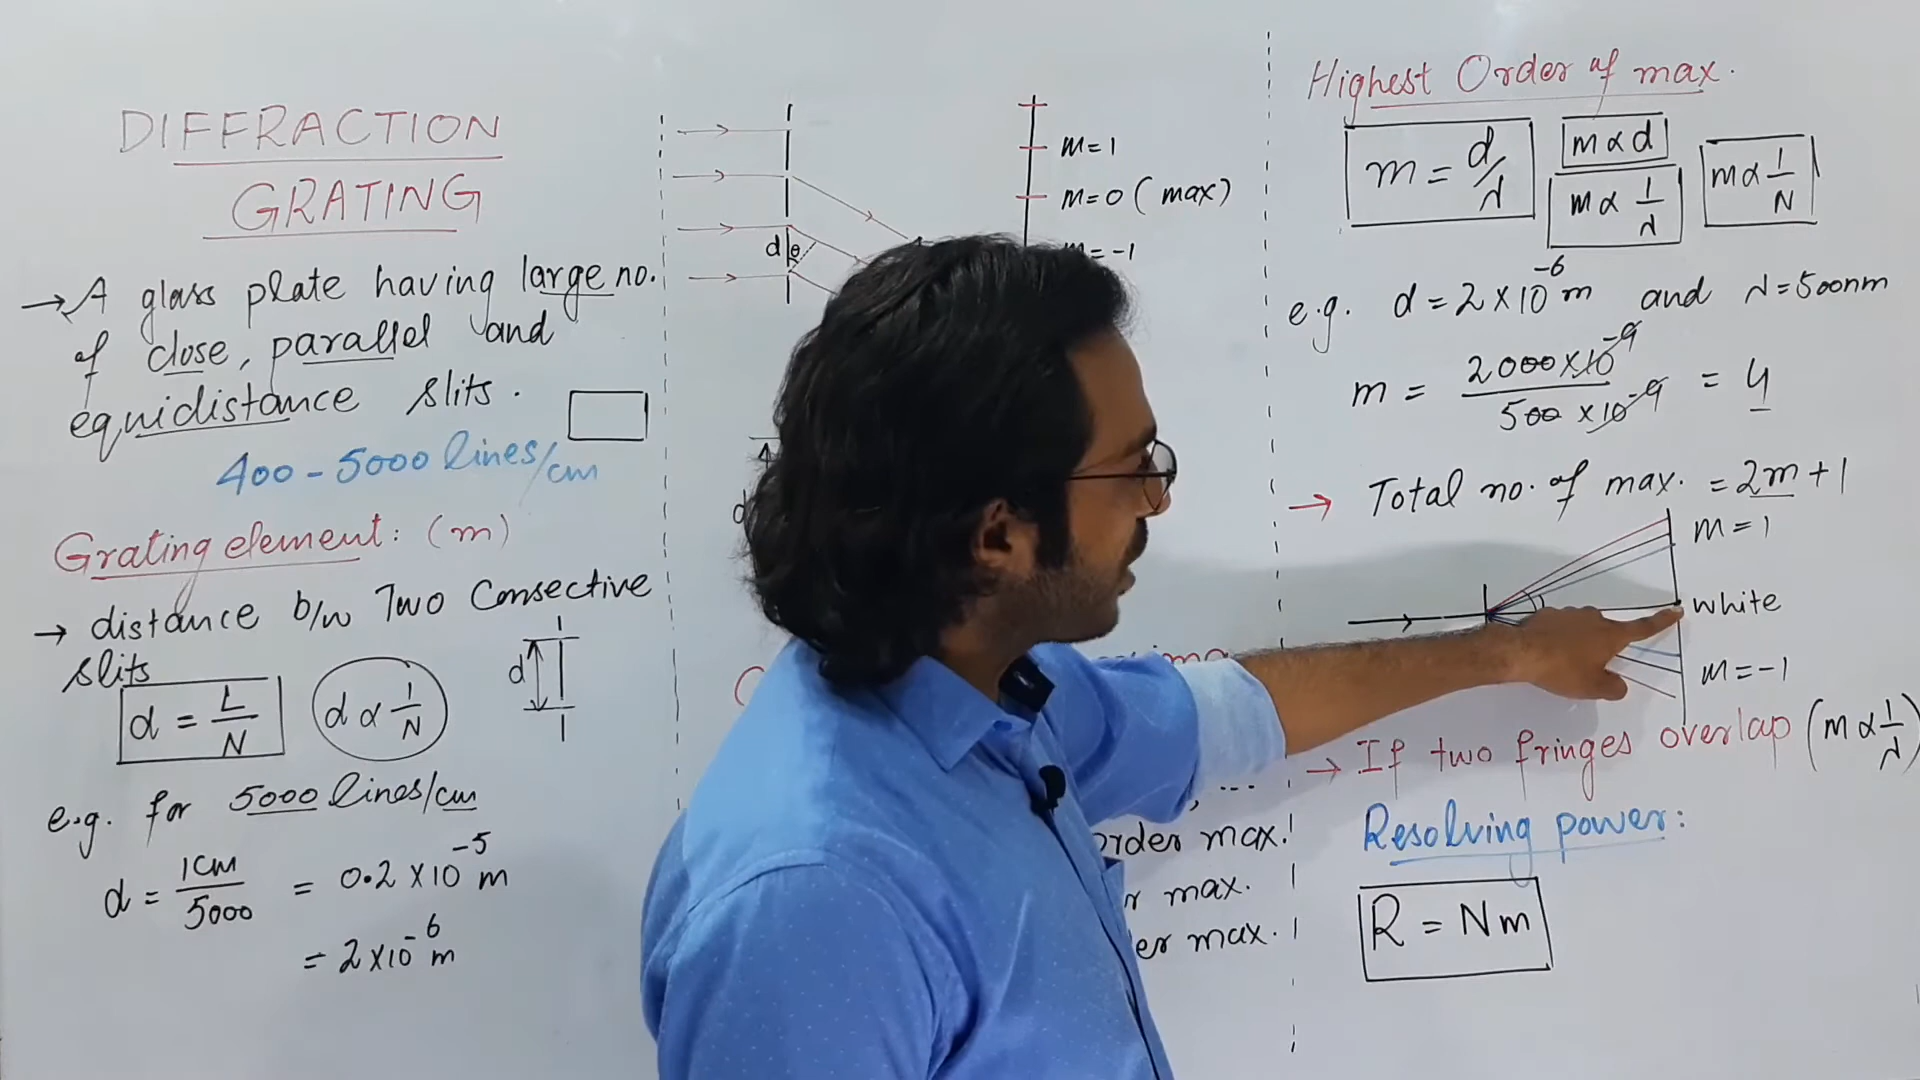 DIFFRACTION
GRATING
→ A glass plate having large no.
of close, parallel and
equidistance slits.
400 - 5000 lines/cm
Grating element: (m)
→ distance b/w Two Consective
slits
d = L/N
d ∝ 1/N
d
e.g. for 5000 lines/cm
d = 1cm/5000 = 0.2 × 10⁻⁵ m
= 2×10⁻⁶ m
m = 1
m = 0 (max)
= -1
d θ
order max.
max.
max.
Highest Order of max.
m = d/λ
m ∝ d
m ∝ 1/λ
m ∝ 1/N
e.g. d = 2 × 10⁻⁶ m and λ = 500nm
m = 2000×10⁻⁹/500×10⁻⁹ = 4
→ Total no. of max. = 2m + 1
m = 1
white
m = -1
→ If two fringes overlap (m ∝ 1/λ)
Resolving power:
R = Nm